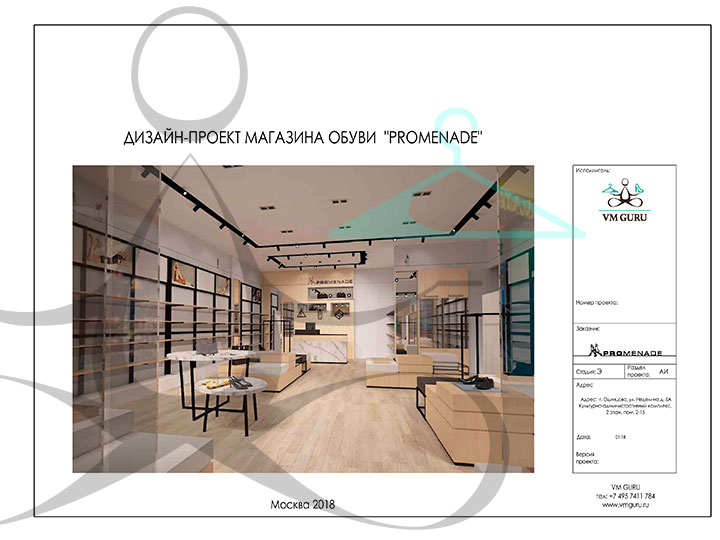 ДИЗАЙН-ПРОЕКТ МАГАЗИНА ОБУВИ "PROMENADE"
PROMENADE
Исполнитель:
VM GURU
Номер проекта:
Заказчик:
PROMENADE
Стадия: Э
Раздел проекта: АИ
Адрес:
Адрес: г. Одинцово, ул. Неделина д. 6А
Культурно-административный комплекс,
2 этаж, пом. 2-15
Дата: 01.18
Версия
проекта:
Москва 2018
VM GURU
тел: +7 495 7411 784
www.vmguru.ru